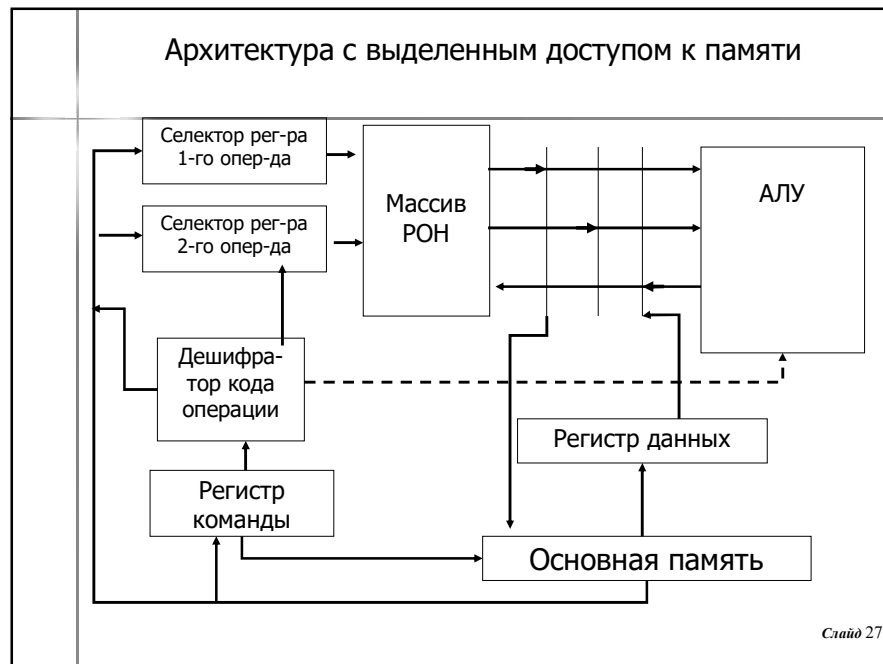 Архитектура с выделенным доступом к памяти
Селектор рег-ра
1-го опер-да
Селектор рег-ра
2-го опер-да
Массив
РОН
АЛУ
Дешифра-
тор кода
операции
Регистр данных
Регистр
команды
Основная память
Слайд 27